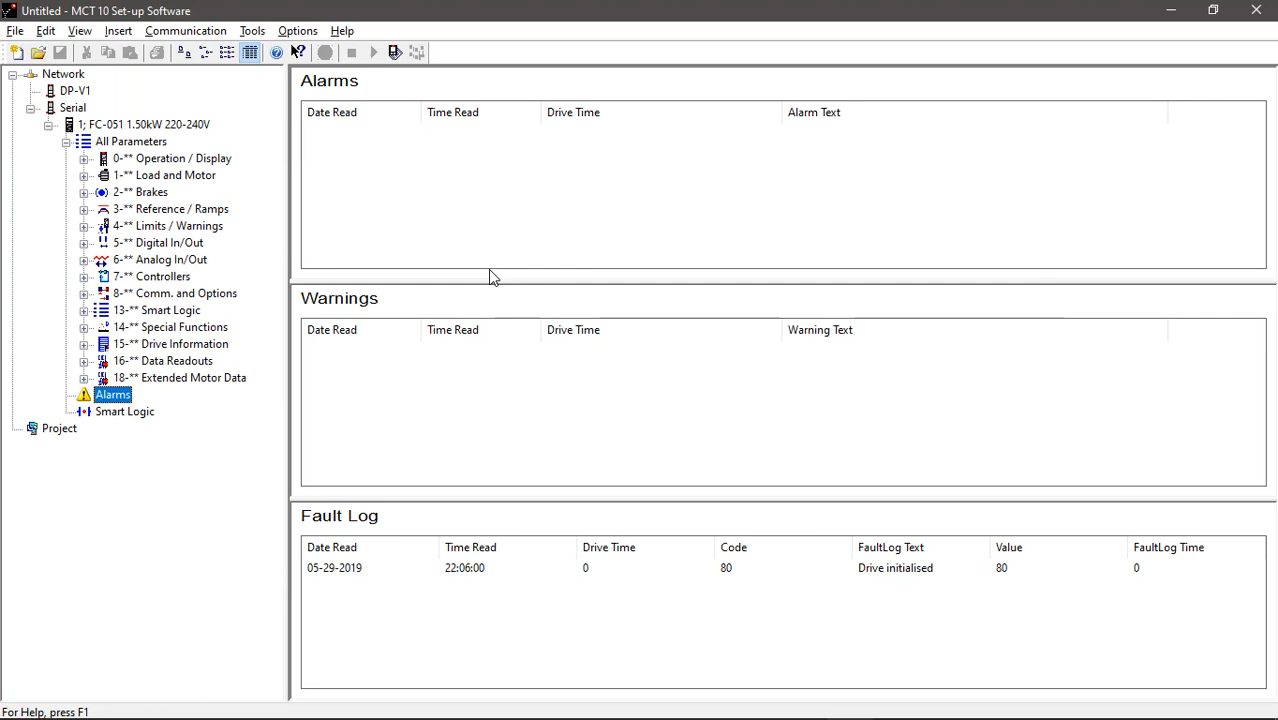 Untitled - MCT 10 Set-up Software
File Edit View Insert Communication Tools Options Help
Network
DP-V1
Serial
1; FC-051 1.50kW 220-240V
All Parameters
0-** Operation / Display
1-** Load and Motor
2-** Brakes
3-** Reference / Ramps
4-** Limits / Warnings
5-** Digital In/Out
6-** Analog In/Out
7-** Controllers
8-** Comm. and Options
13-** Smart Logic
14-** Special Functions
15-** Drive Information
16-** Data Readouts
18-** Extended Motor Data
Alarms
Smart Logic
Project
Alarms
Date Read Time Read Drive Time Alarm Text
Warnings
Date Read Time Read Drive Time Warning Text
Fault Log
Date Read Time Read Drive Time Code FaultLog Text Value FaultLog Time
05-29-2019 22:06:00 0 80 Drive initialised 80 0
For Help, press F1